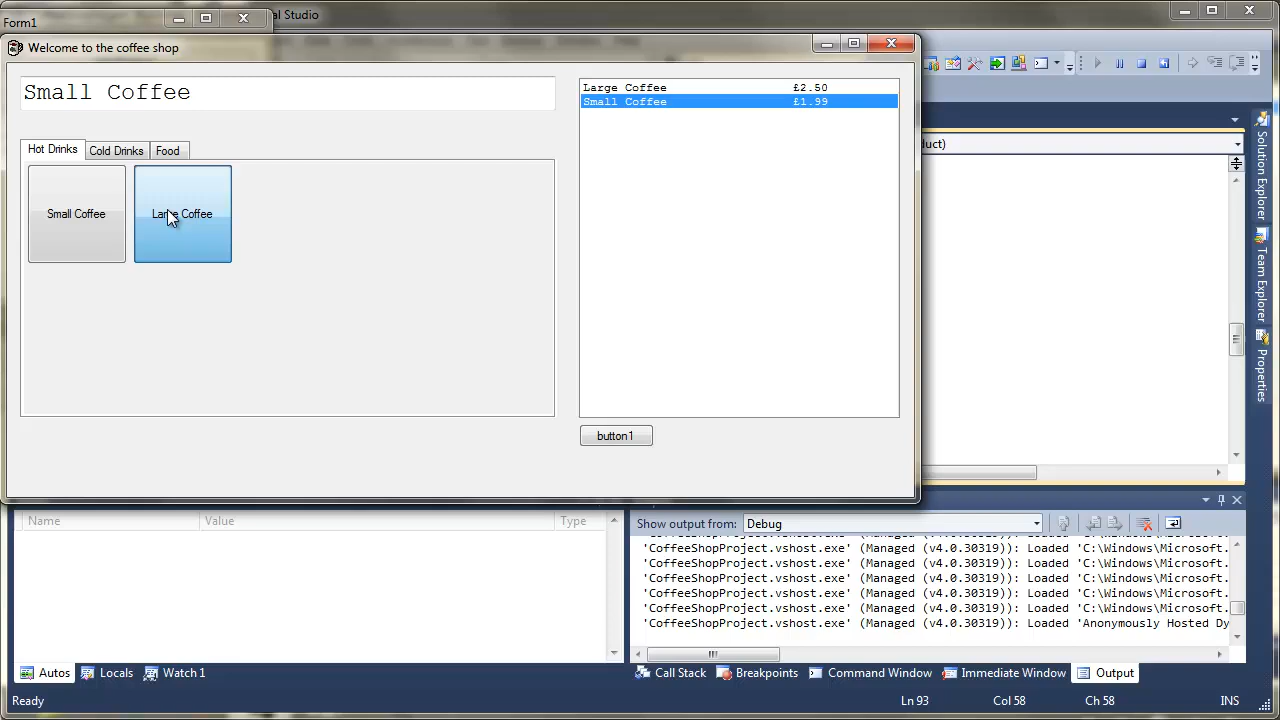 Form1
al Studio
Welcome to the coffee shop
Small Coffee
Large Coffee £2.50
Small Coffee £1.99
Hot Drinks
Cold Drinks
Food
Small Coffee
Large Coffee
button1
uct)
Solution Explorer
Team Explorer
Properties
Name
Value
Type
Show output from:
Debug
'CoffeeShopProject.vshost.exe' (Managed (v4.0.30319)): Loaded 'C:\Windows\Microsoft.
'CoffeeShopProject.vshost.exe' (Managed (v4.0.30319)): Loaded 'C:\Windows\Microsoft.
'CoffeeShopProject.vshost.exe' (Managed (v4.0.30319)): Loaded 'C:\Windows\Microsoft.
'CoffeeShopProject.vshost.exe' (Managed (v4.0.30319)): Loaded 'C:\Windows\Microsoft.
'CoffeeShopProject.vshost.exe' (Managed (v4.0.30319)): Loaded 'C:\Windows\Microsoft.
'CoffeeShopProject.vshost.exe' (Managed (v4.0.30319)): Loaded 'Anonymously Hosted Dy
Autos
Locals
Watch 1
Call Stack
Breakpoints
Command Window
Immediate Window
Output
Ready
Ln 93
Col 58
Ch 58
INS